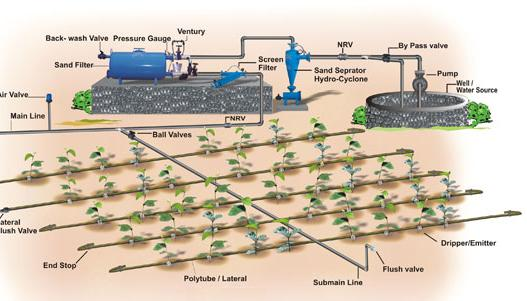 Ventury
Back- wash Valve
Pressure Gauge
NRV
By Pass valve
Sand Filter
Screen
Filter
Sand Seprator
Hydro-Cyclone
Pump
Well /
Water Source
Air Valve
Main Line
NRV
Ball Valves
ateral
lush Valve
End Stop
Polytube / Lateral
Submain Line
Flush valve
Dripper/Emitter